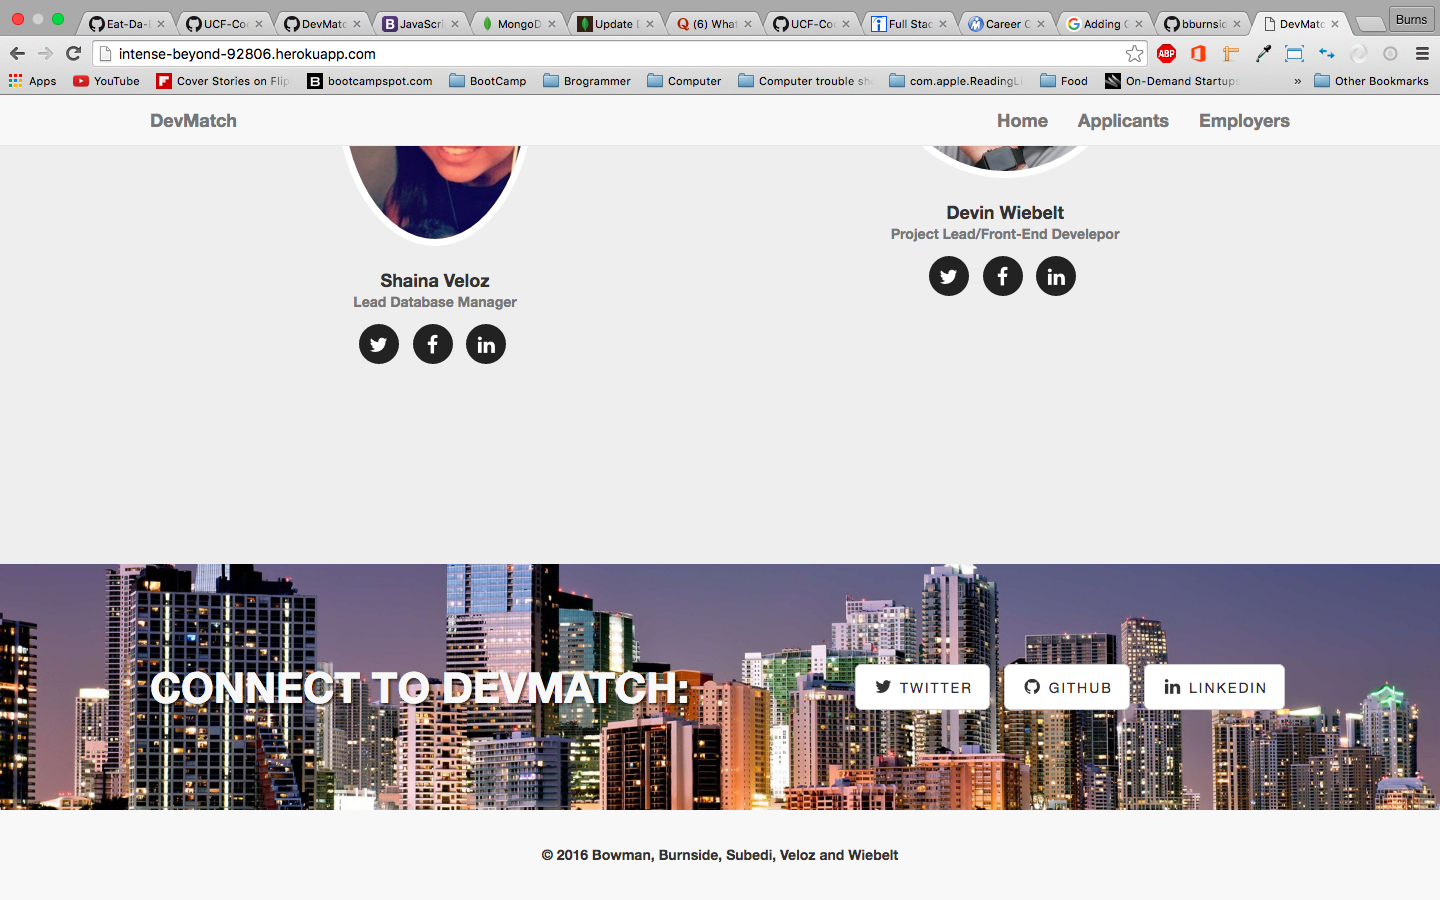 Eat-Da-
UCF-Co
DevMatc
JavaScri
MongoD
Update
(6) What
UCF-Co
Full Stac
Career C
Adding
bburnsid
DevMatc
Burns
intense-beyond-92806.herokuapp.com
ABP
Apps
YouTube
Cover Stories on Flip
bootcampspot.com
BootCamp
Brogrammer
Computer
Computer trouble sh
com.apple.ReadingL
Food
On-Demand Startups
»
Other Bookmarks
DevMatch
Home Applicants Employers
Devin Wiebelt
Project Lead/Front-End Develepor
Shaina Veloz
Lead Database Manager
CONNECT TO DEVMATCH:
TWITTER
GITHUB
LINKEDIN
© 2016 Bowman, Burnside, Subedi, Veloz and Wiebelt